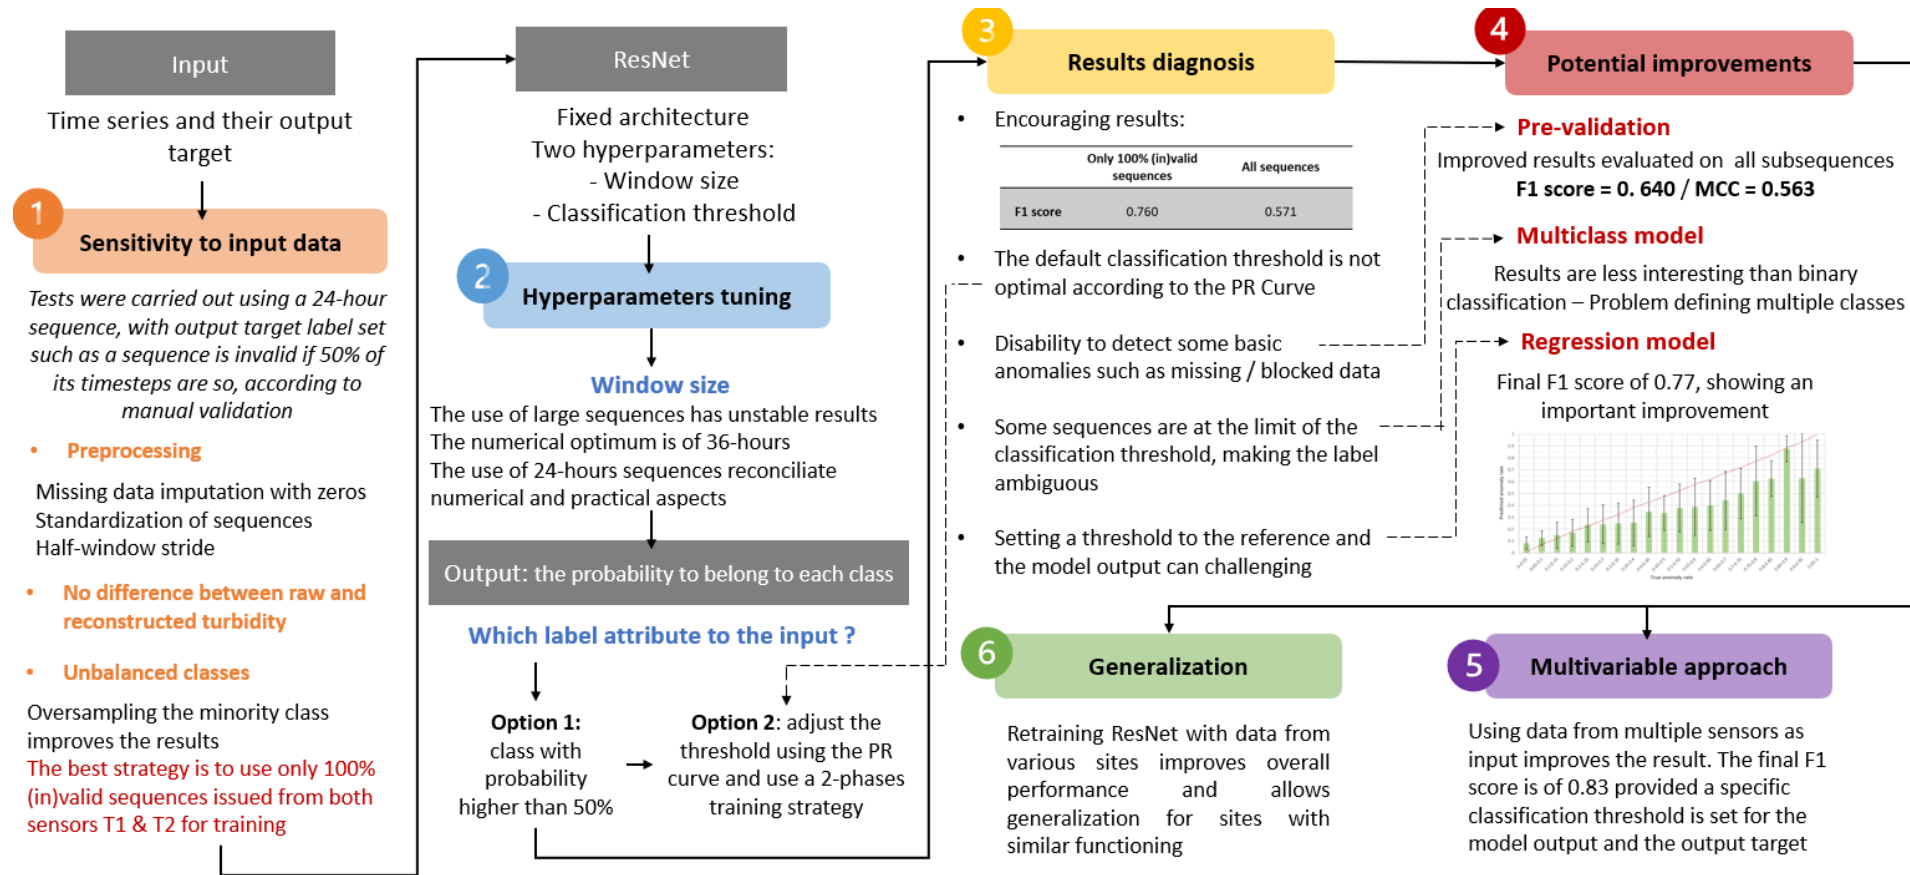 Input
Time series and their output
target
1
Sensitivity to input data
Tests were carried out using a 24-hour
sequence, with output target label set
such as a sequence is invalid if 50% of
its timesteps are so, according to
manual validation
• Preprocessing
Missing data imputation with zeros
Standardization of sequences
Half-window stride
• No difference between raw and
reconstructed turbidity
• Unbalanced classes
Oversampling the minority class
improves the results
The best strategy is to use only 100%
(in)valid sequences issued from both
sensors T1 & T2 for training
ResNet
Fixed architecture
Two hyperparameters:
- Window size
- Classification threshold
2
Hyperparameters tuning
Window size
The use of large sequences has unstable results
The numerical optimum is of 36-hours
The use of 24-hours sequences reconciliate
numerical and practical aspects
Output: the probability to belong to each class
Which label attribute to the input ?
Option 1:
class with
probability
higher than 50%
Option 2: adjust the
threshold using the PR
curve and use a 2-phases
training strategy
3
Results diagnosis
• Encouraging results:
Only 100% (in)valid
sequences
All sequences
F1 score 0.760 0.571
• The default classification threshold is not
optimal according to the PR Curve
• Disability to detect some basic
anomalies such as missing / blocked data
• Some sequences are at the limit of the
classification threshold, making the label
ambiguous
• Setting a threshold to the reference and
the model output can challenging
4
Potential improvements
Pre-validation
Improved results evaluated on all subsequences
F1 score = 0. 640 / MCC = 0.563
Multiclass model
Results are less interesting than binary
classification – Problem defining multiple classes
Regression model
Final F1 score of 0.77, showing an
important improvement
Predicted anomaly rate
True anomaly rate
6
Generalization
Retraining ResNet with data from
various sites improves overall
performance and allows
generalization for sites with
similar functioning
5
Multivariable approach
Using data from multiple sensors as
input improves the result. The final F1
score is of 0.83 provided a specific
classification threshold is set for the
model output and the output target